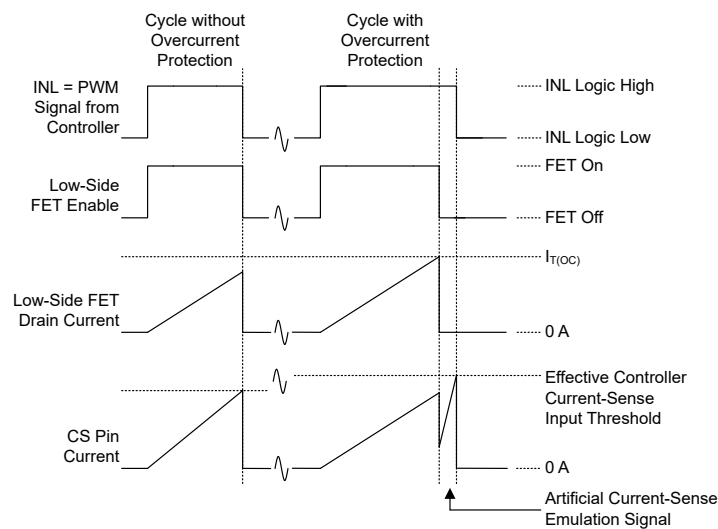 Cycle without
Overcurrent
Protection
Cycle with
Overcurrent
Protection
INL = PWM
Signal from
Controller
INL Logic High
INL Logic Low
Low-Side
FET Enable
FET On
FET Off
Low-Side FET
Drain Current
I_T(OC)
0 A
CS Pin
Current
Effective Controller
Current-Sense
Input Threshold
0 A
Artificial Current-Sense
Emulation Signal